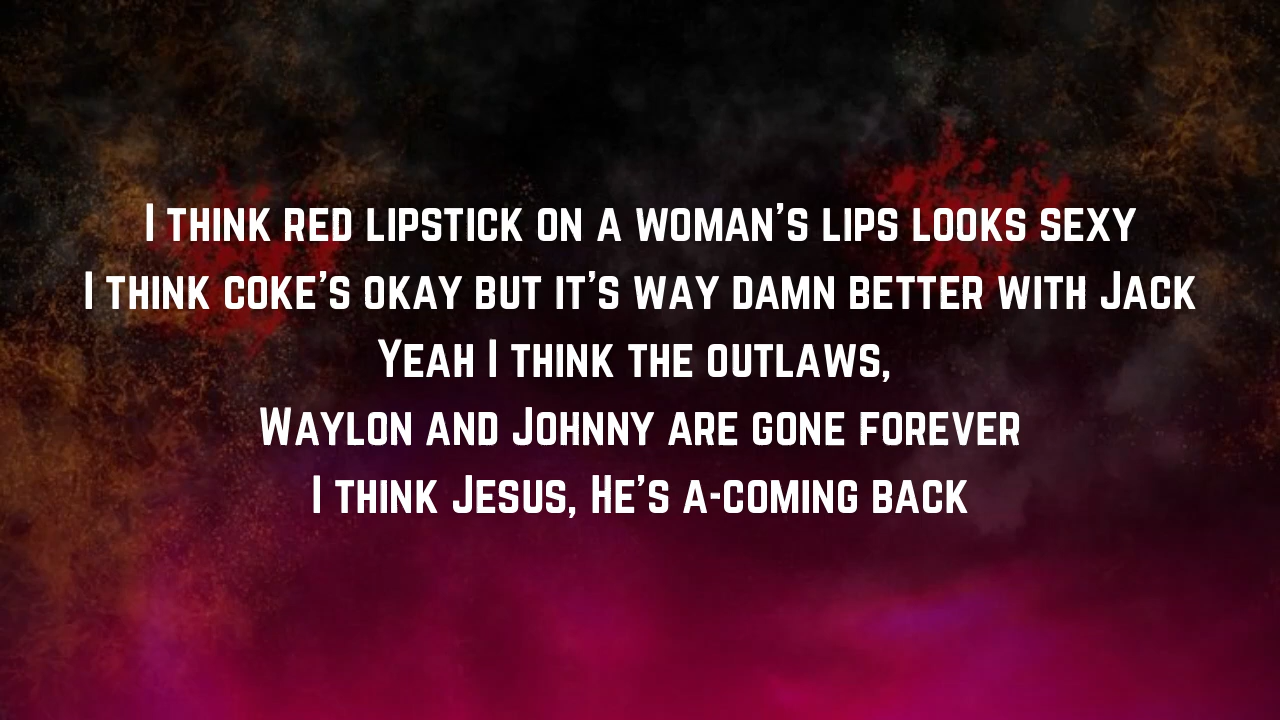 I think red lipstick on a woman's lips looks sexy
I think coke's okay but it's way damn better with Jack
Yeah I think the outlaws,
Waylon and Johnny are gone forever
I think Jesus, He's a-coming back